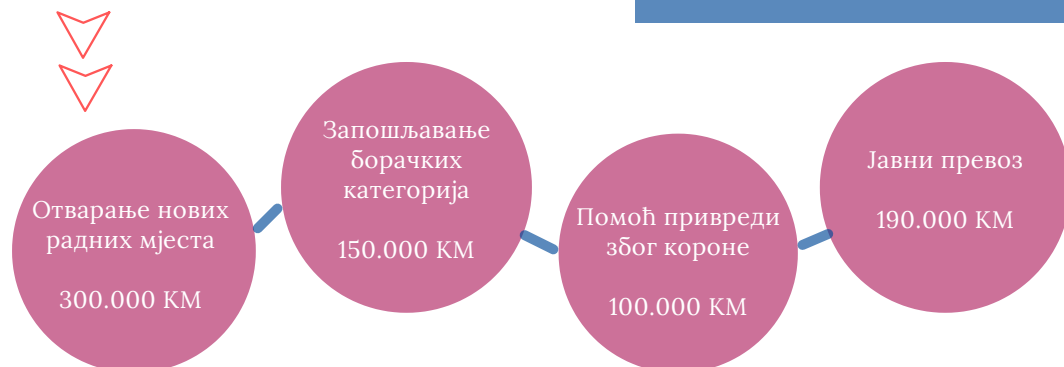 Отварање нових
радних мјеста
300.000 КМ
Запошљавање
борачких
категорија
150.000 КМ
Помоћ привреди
због короне
100.000 КМ
Јавни превоз
190.000 КМ